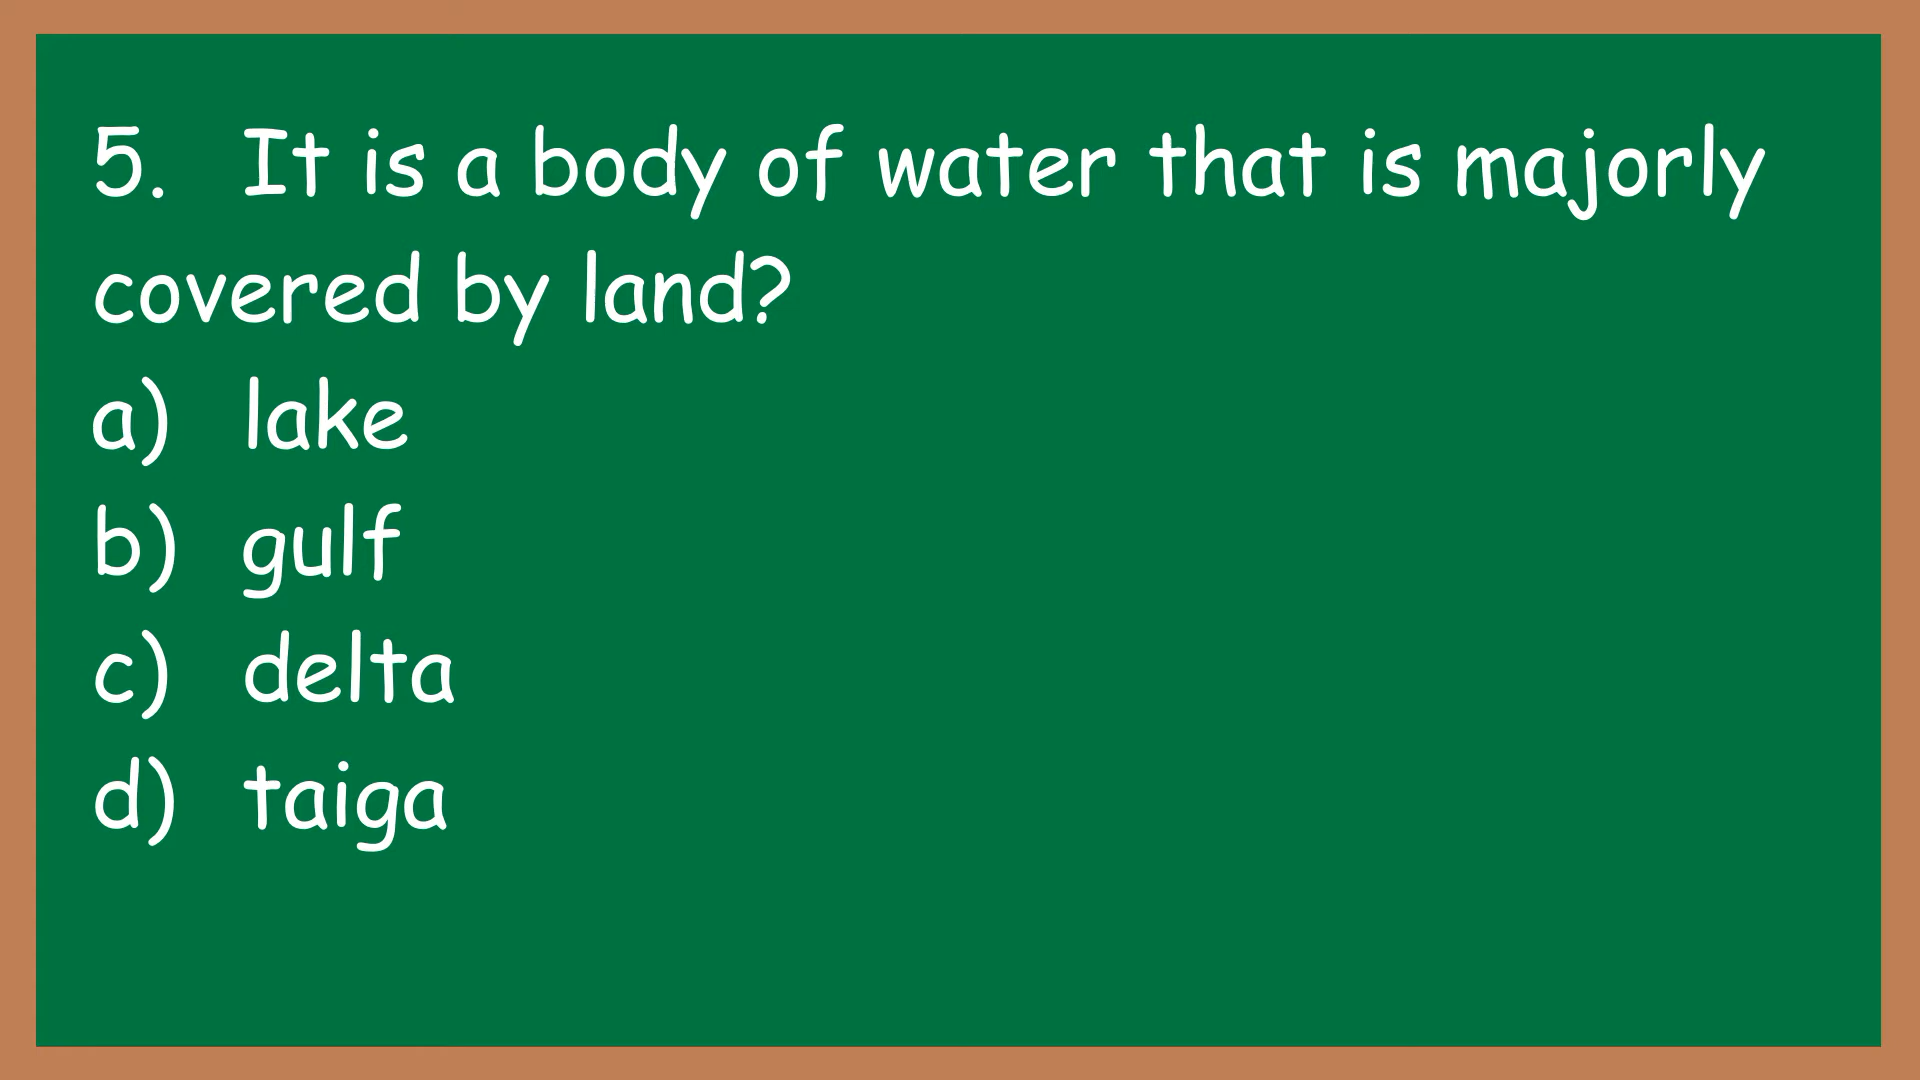 5. It is a body of water that is majorly
covered by land?
a) lake
b) gulf
c) delta
d) taiga